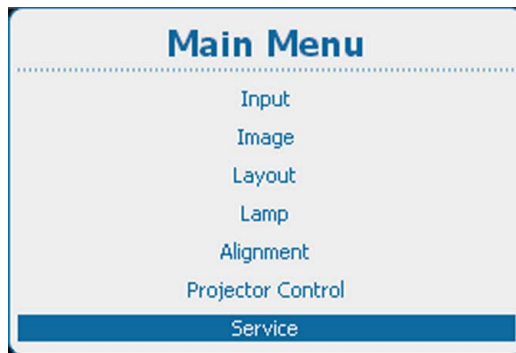 Main Menu
Input
Image
Layout
Lamp
Alignment
Projector Control
Service